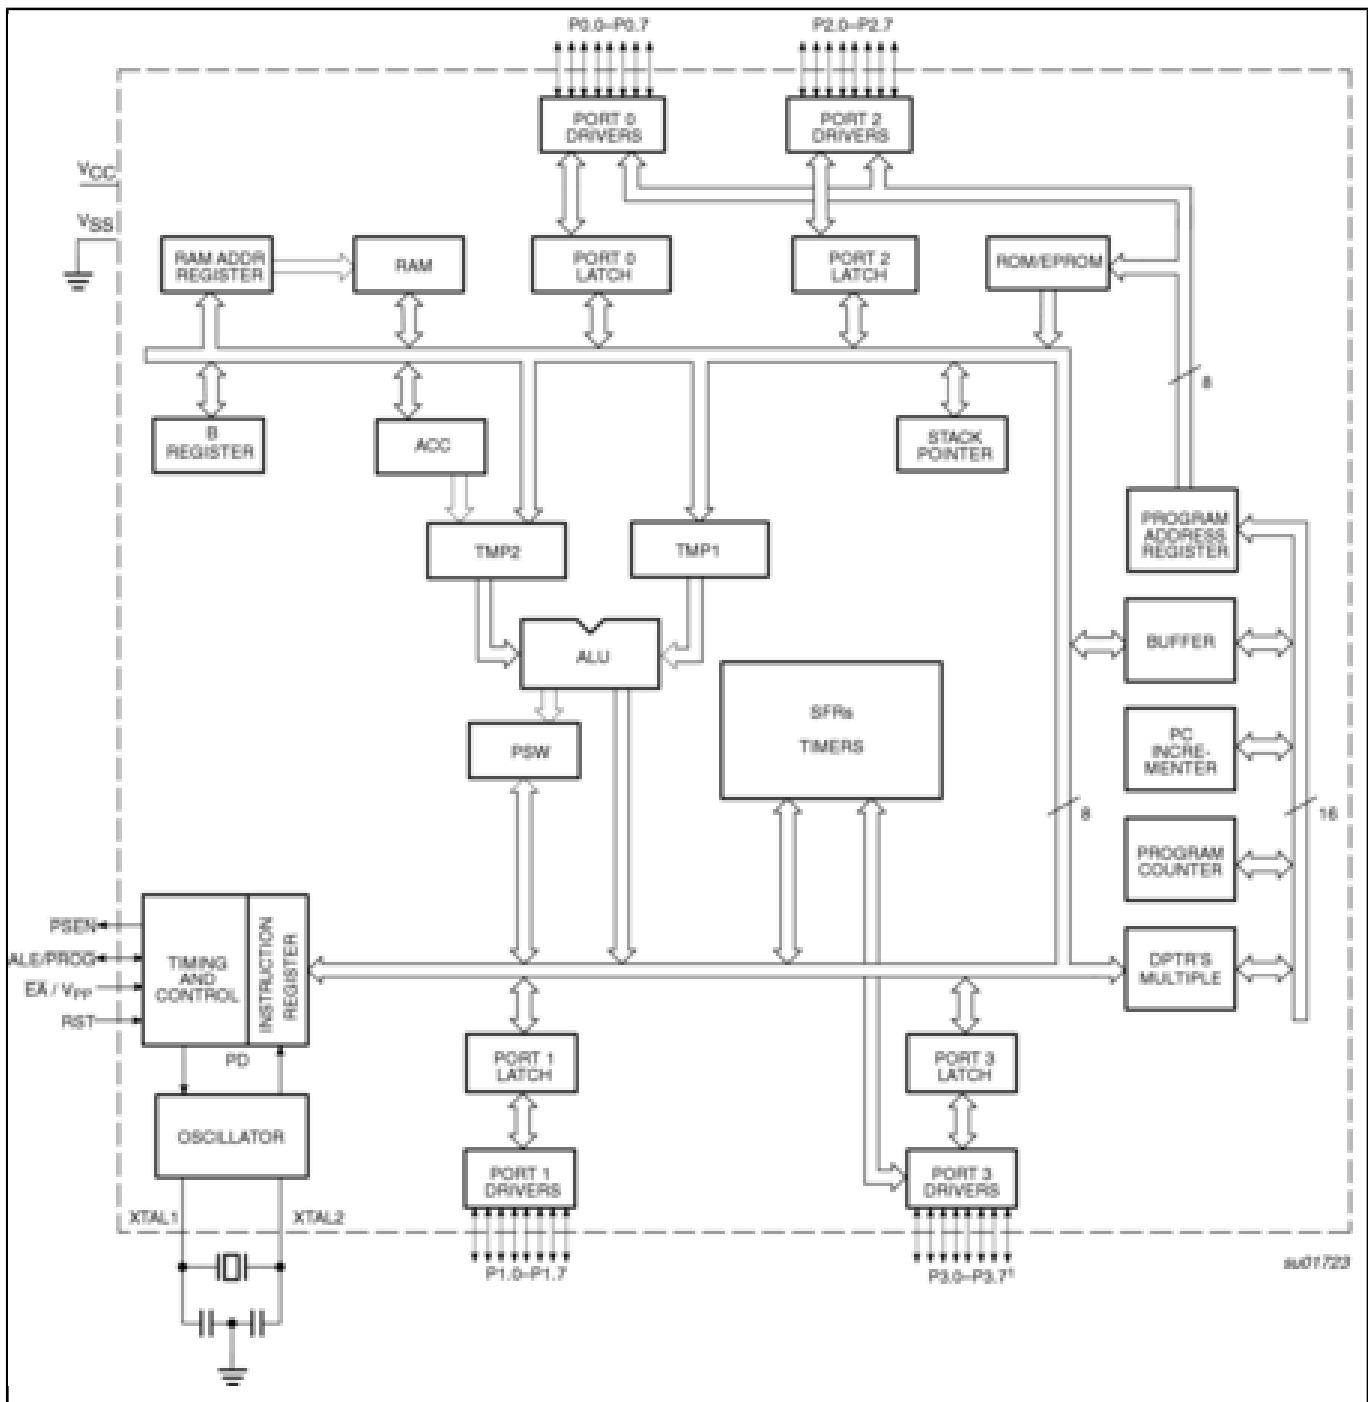 P0.0–P0.7
P2.0–P2.7
PORT 0
DRIVERS
PORT 2
DRIVERS
VCC
VSS
RAM ADDR
REGISTER
RAM
PORT 0
LATCH
PORT 2
LATCH
ROM/EPROM
8
B
REGISTER
ACC
STACK
POINTER
PROGRAM
ADDRESS
REGISTER
TMP2
TMP1
BUFFER
ALU
SFRs
TIMERS
PSW
PC
INCRE-
MENTER
8
16
PROGRAM
COUNTER
PSEN
ALE/PROG
EA / VPP
RST
TIMING
AND
CONTROL
INSTRUCTION
REGISTER
DPTR'S
MULTIPLE
PD
PORT 1
LATCH
PORT 3
LATCH
OSCILLATOR
PORT 1
DRIVERS
PORT 3
DRIVERS
XTAL1
XTAL2
P1.0–P1.7
P3.0–P3.7¹
su01723